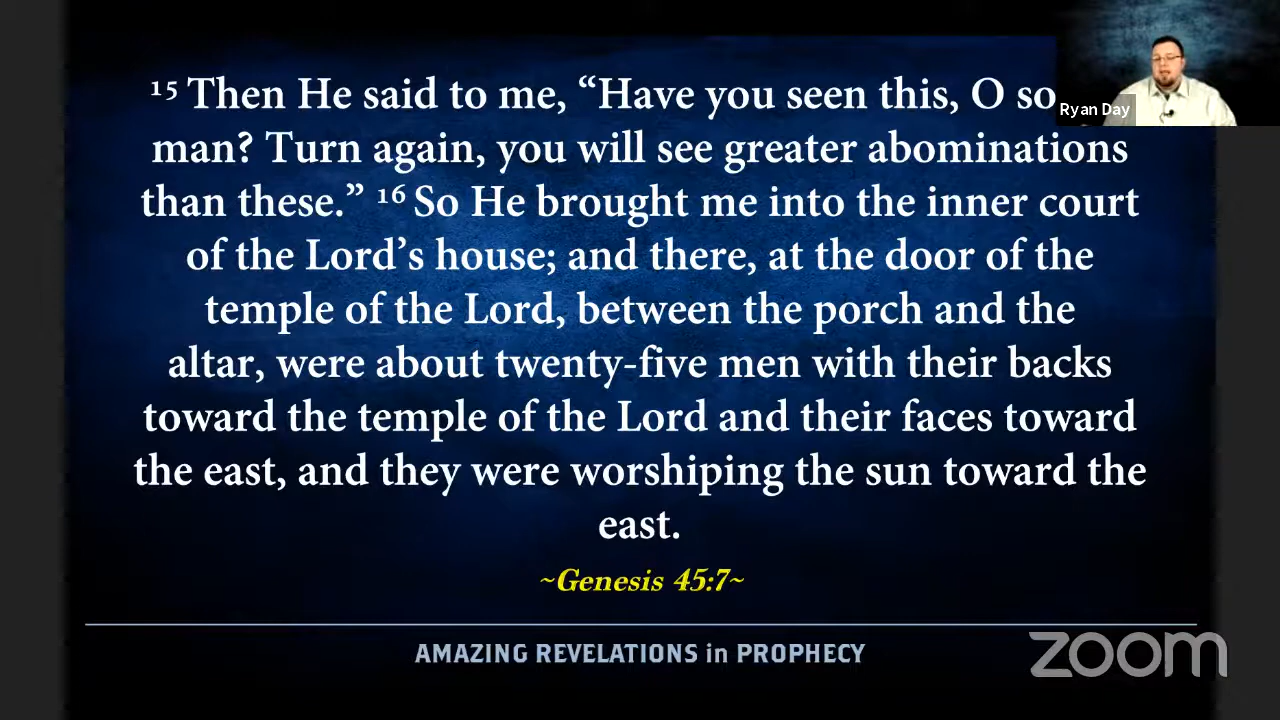 ¹⁵ Then He said to me, “Have you seen this, O so
Ryan Day
man? Turn again, you will see greater abominations
than these.” ¹⁶ So He brought me into the inner court
of the Lord’s house; and there, at the door of the
temple of the Lord, between the porch and the
altar, were about twenty-five men with their backs
toward the temple of the Lord and their faces toward
the east, and they were worshiping the sun toward the
east.
~Genesis 45:7~
AMAZING REVELATIONS in PROPHECY
zoom